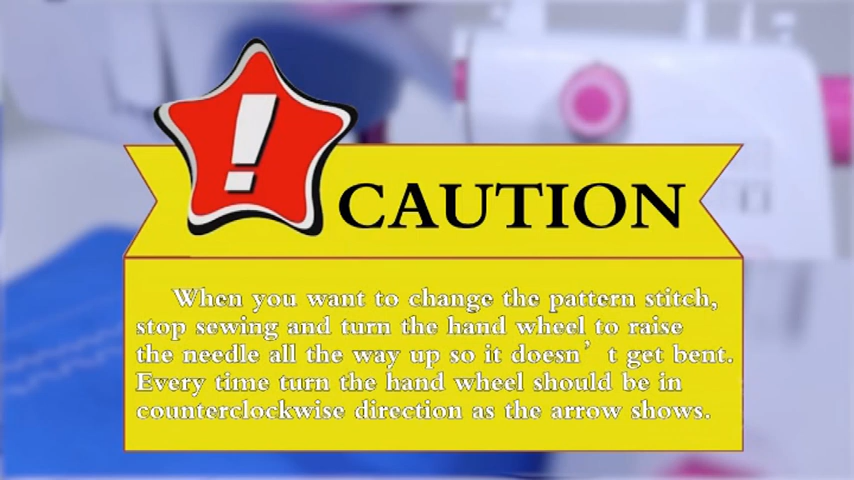 !
CAUTION
When you want to change the pattern stitch,
stop sewing and turn the hand wheel to raise
the needle all the way up so it doesn’ t get bent.
Every time turn the hand wheel should be in
counterclockwise direction as the arrow shows.